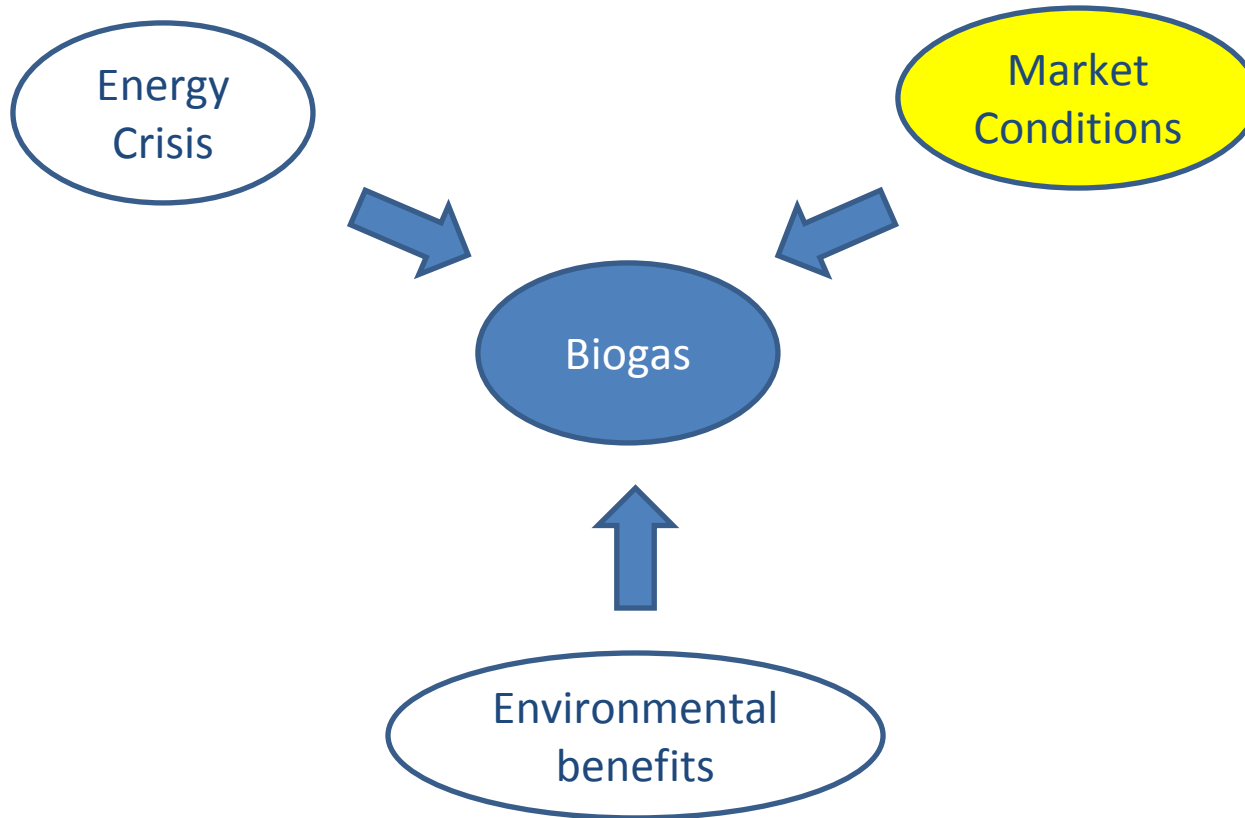 Energy
Crisis
Market
Conditions
Biogas
Environmental
benefits